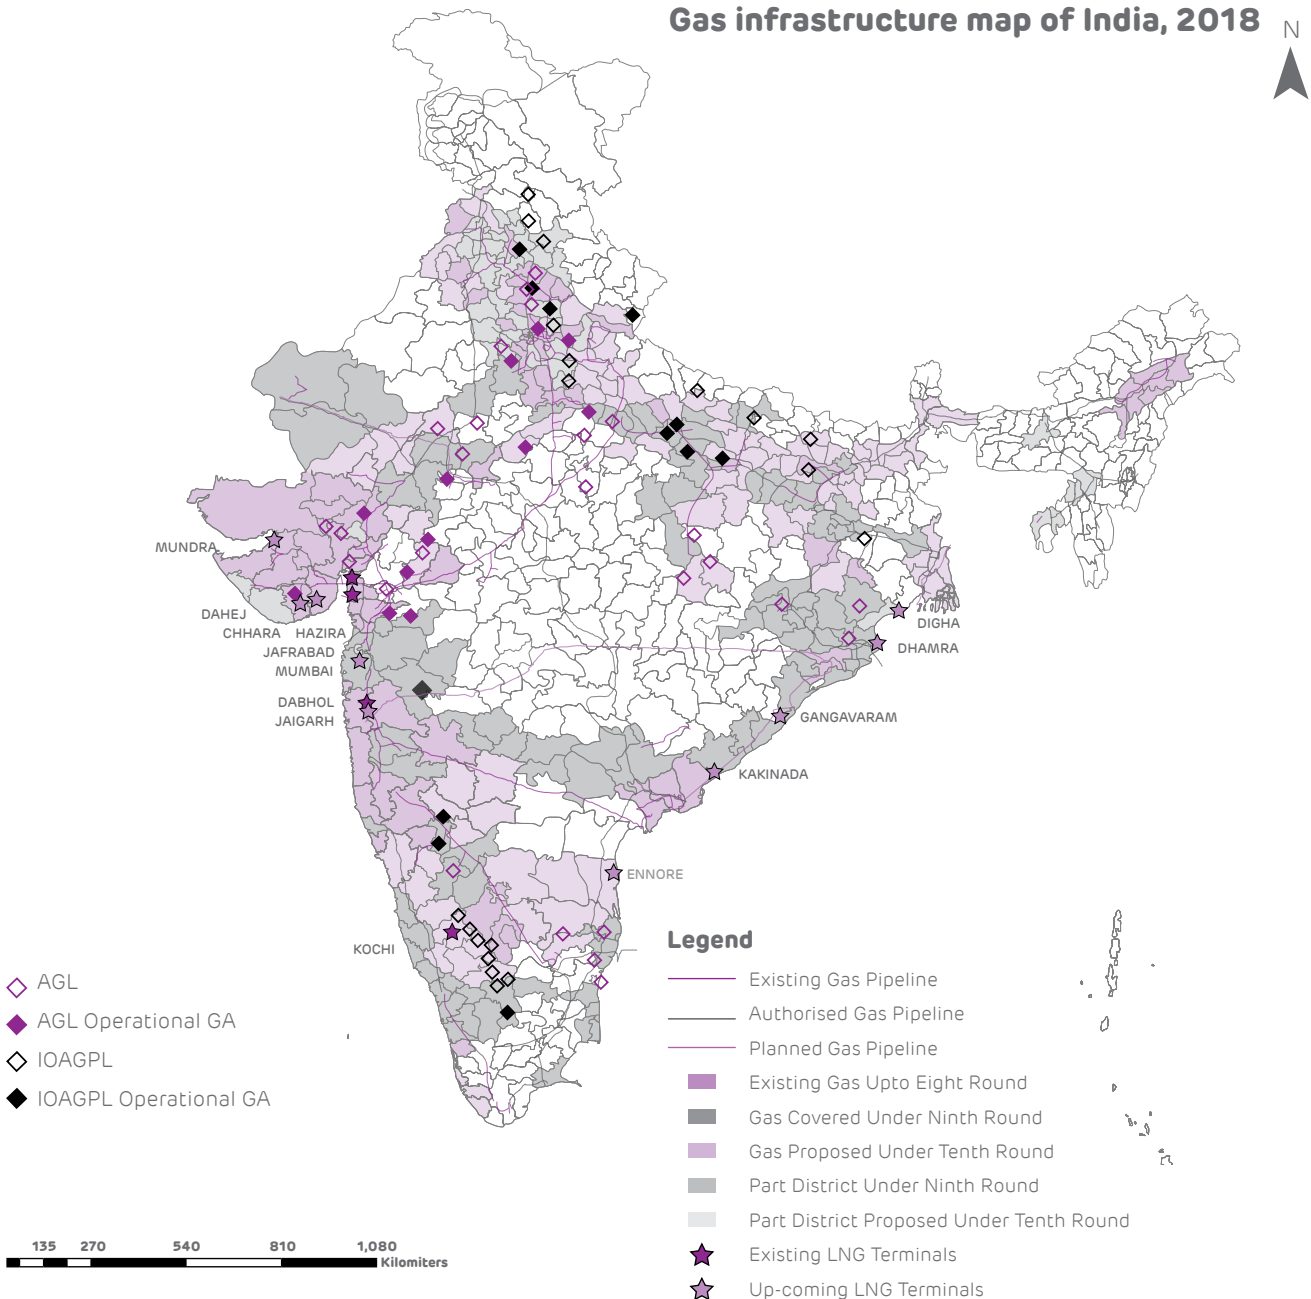 Gas infrastructure map of India, 2018
N
MUNDRA
DAHEJ
CHHARA
HAZIRA
JAFRABAD
MUMBAI
DABHOL
JAIGARH
DIGHA
DHAMRA
GANGAVARAM
KAKINADA
ENNORE
KOCHI
AGL
AGL Operational GA
IOAGPL
IOAGPL Operational GA
Legend
Existing Gas Pipeline
Authorised Gas Pipeline
Planned Gas Pipeline
Existing Gas Upto Eight Round
Gas Covered Under Ninth Round
Gas Proposed Under Tenth Round
Part District Under Ninth Round
Part District Proposed Under Tenth Round
Existing LNG Terminals
Up-coming LNG Terminals
135 270 540 810 1,080
Kilomiters